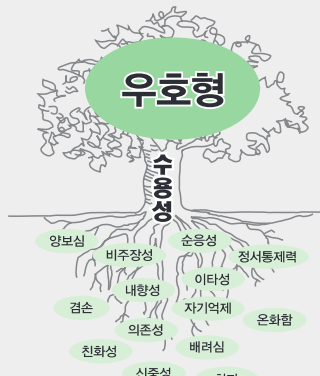 우호형
수용성
양보심
순응성
비주장성
정서통제력
이타성
내향성
겸손
자기억제
온화함
의존성
친화성
배려심
신중성